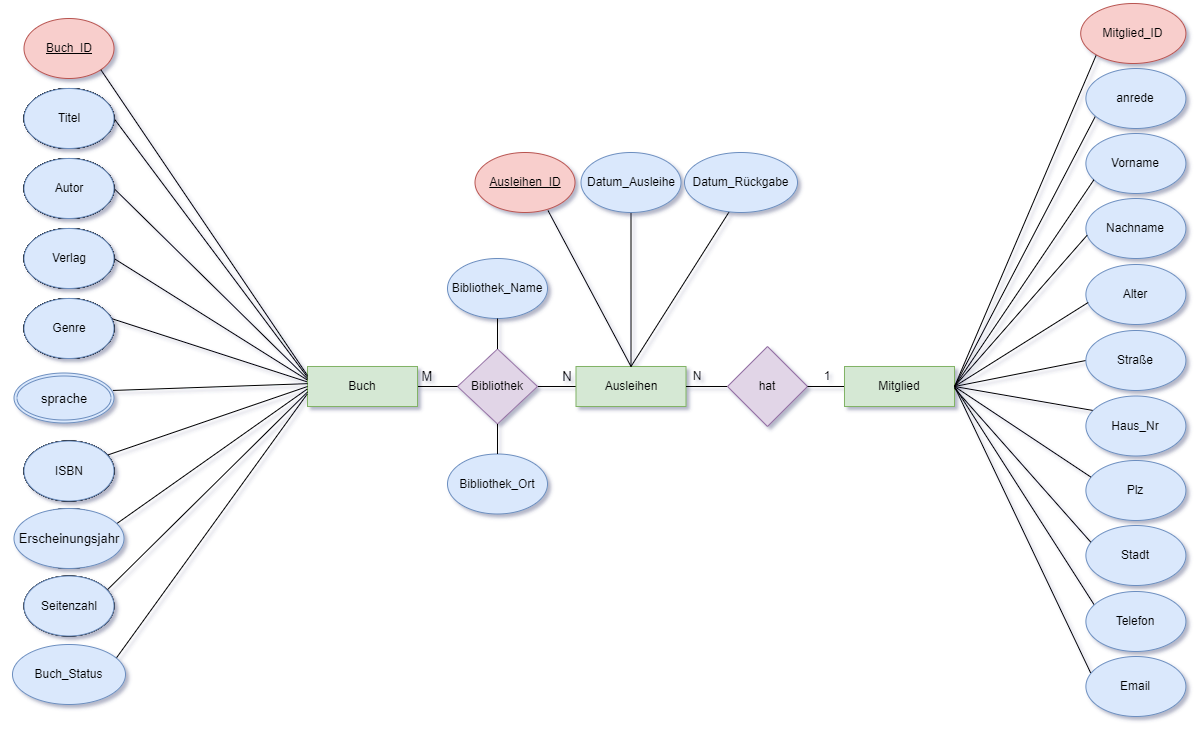 Buch_ID
Titel
Autor
Verlag
Genre
sprache
ISBN
Erscheinungsjahr
Seitenzahl
Buch_Status
Buch
M
Bibliothek_Name
Bibliothek
Bibliothek_Ort
N
Ausleihen_ID
Datum_Ausleihe
Datum_Rückgabe
Ausleihen
N
hat
1
Mitglied
Mitglied_ID
anrede
Vorname
Nachname
Alter
Straße
Haus_Nr
Plz
Stadt
Telefon
Email